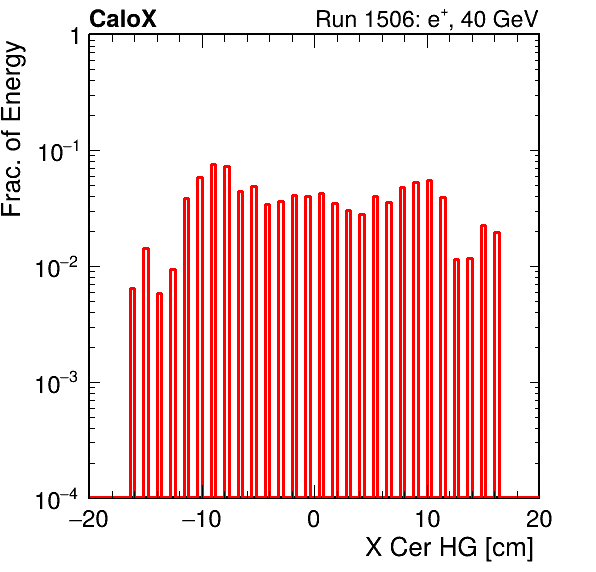 CaloX Run 1506: e⁺, 40 GeV
Frac. of Energy
1
10⁻¹
10⁻²
10⁻³
10⁻⁴
−20 −10 0 10 20
X Cer HG [cm]